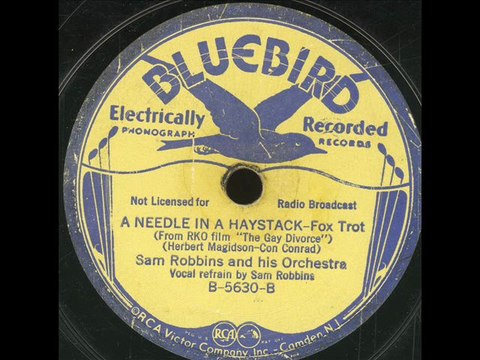 BLUEBIRD
Electrically Recorded
PHONOGRAPH RECORDS
Not Licensed for Radio Broadcast
A NEEDLE IN A HAYSTACK—Fox Trot
(From RKO film "The Gay Divorce")
(Herbert Magidson-Con Conrad)
Sam Robbins and his Orchestra
Vocal refrain by Sam Robbins
B-5630-B
RCA
RCA Victor Company, Inc. Camden, N.J.